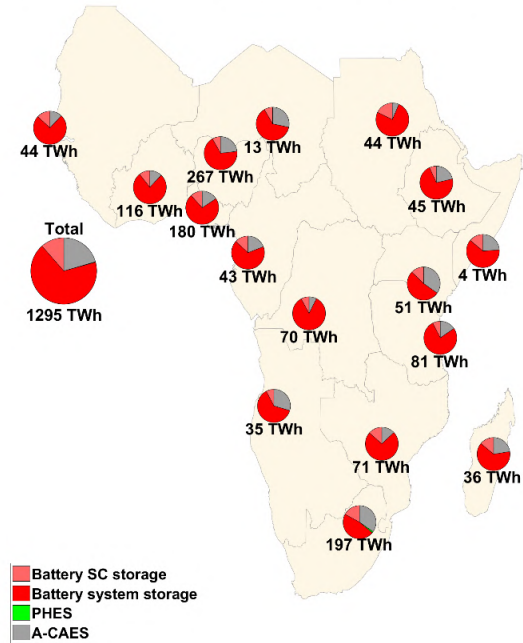 44 TWh
13 TWh
44 TWh
267 TWh
116 TWh
45 TWh
180 TWh
Total
43 TWh
4 TWh
1295 TWh
51 TWh
70 TWh
81 TWh
35 TWh
71 TWh
36 TWh
197 TWh
Battery SC storage
Battery system storage
PHES
A-CAES